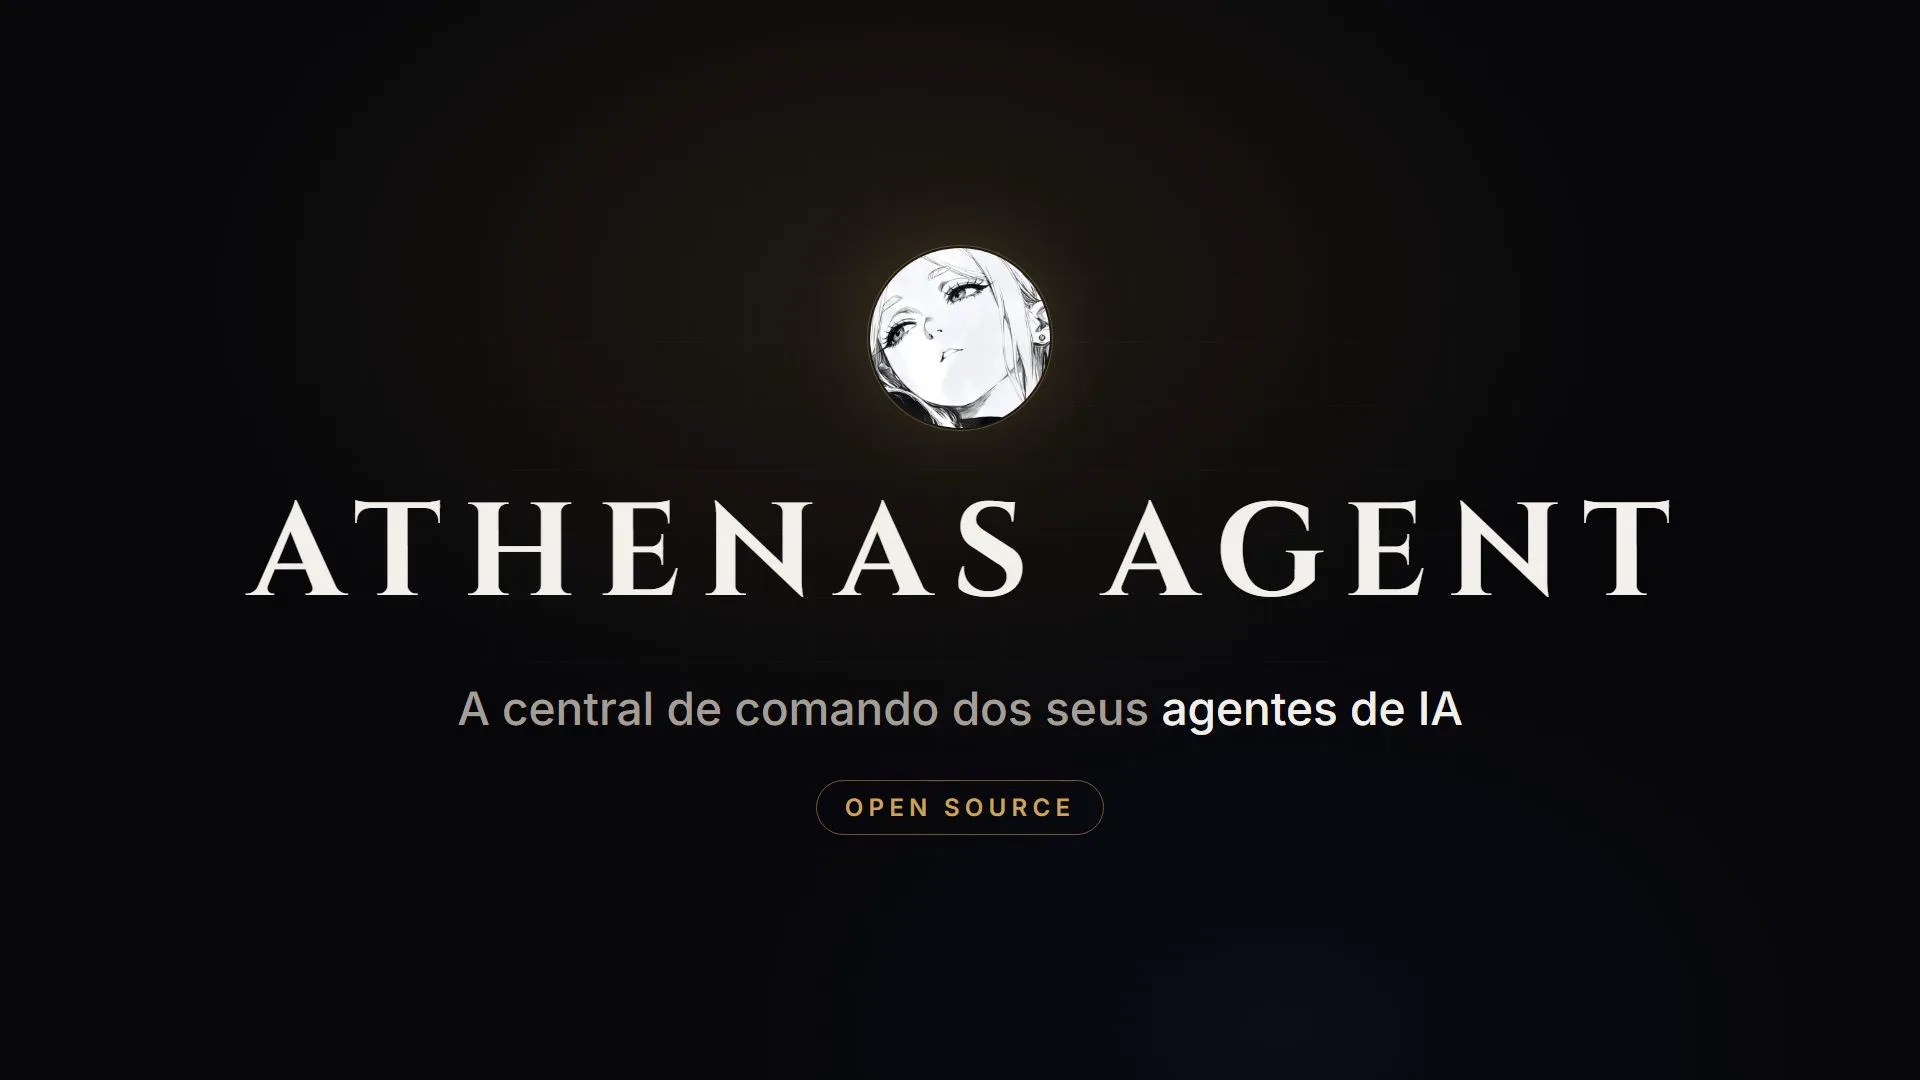 ATHENAS AGENT
A central de comando dos seus agentes de IA
OPEN SOURCE